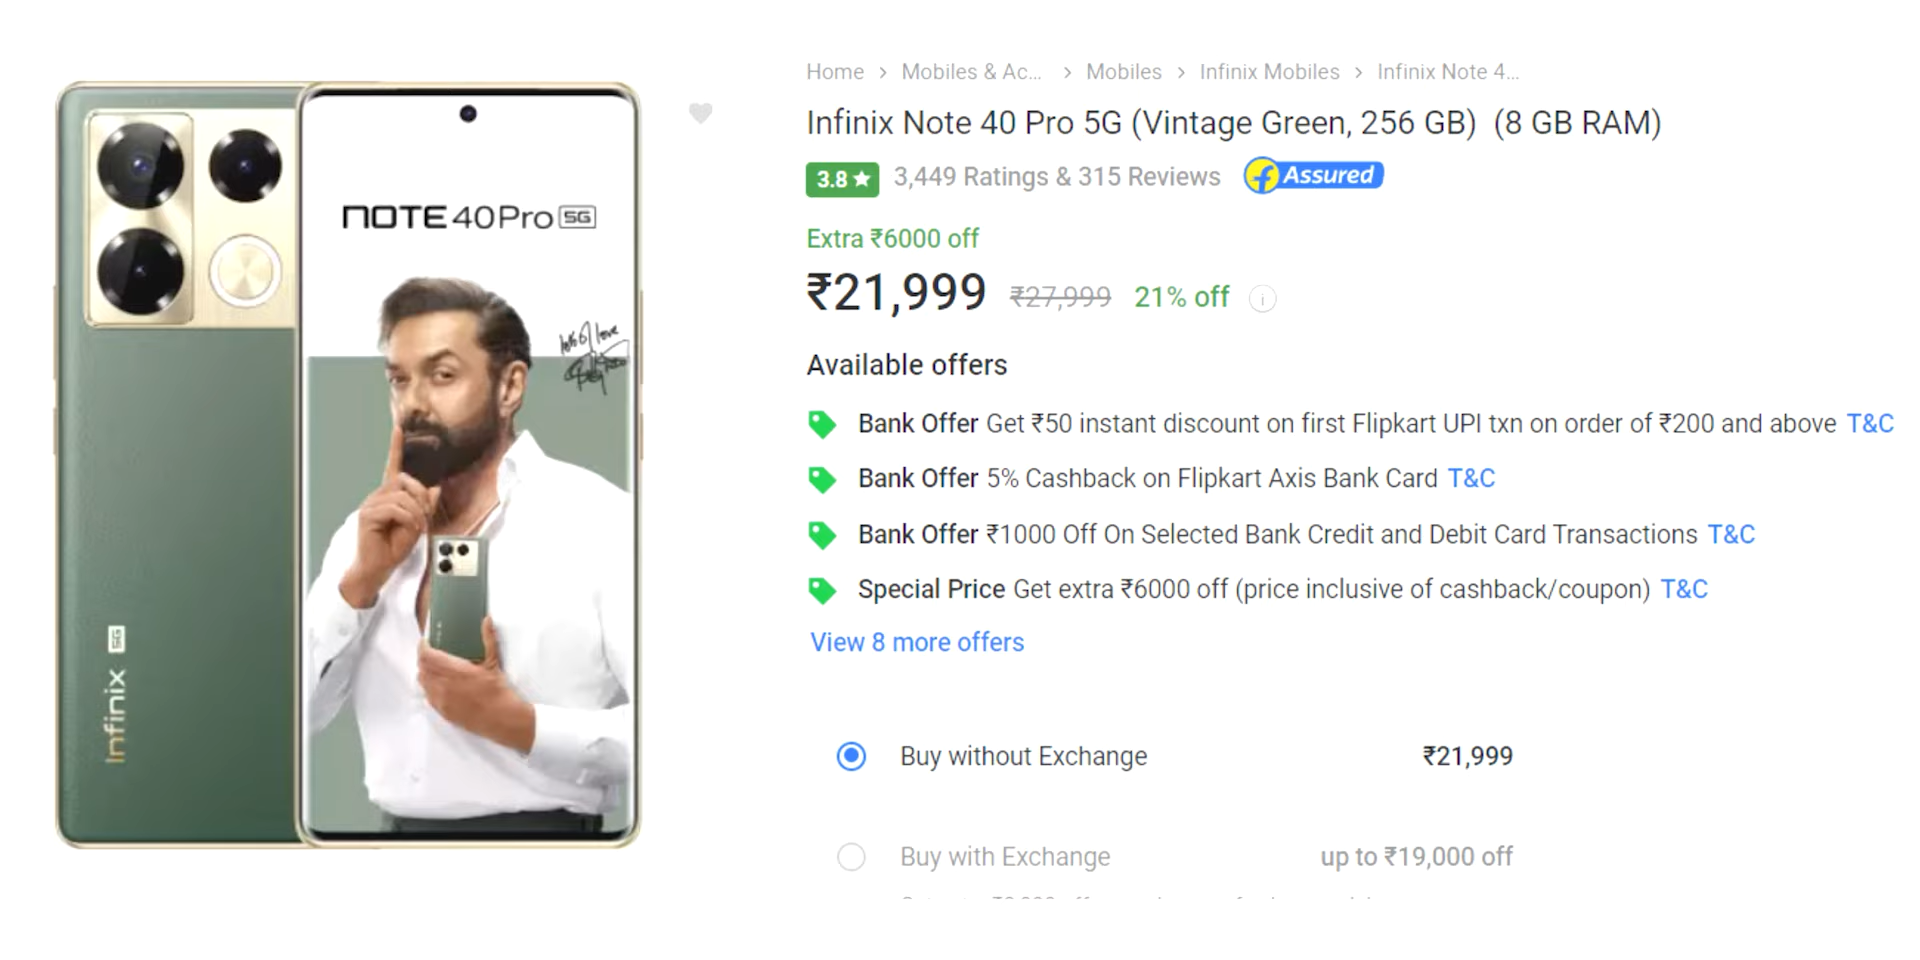 Home > Mobiles & Ac... > Mobiles > Infinix Mobiles > Infinix Note 4...
Infinix Note 40 Pro 5G (Vintage Green, 256 GB) (8 GB RAM)
3.8★ 3,449 Ratings & 315 Reviews f Assured
Extra ₹6000 off
₹21,999 ₹27,999 21% off i
Available offers
Bank Offer Get ₹50 instant discount on first Flipkart UPI txn on order of ₹200 and above T&C
Bank Offer 5% Cashback on Flipkart Axis Bank Card T&C
Bank Offer ₹1000 Off On Selected Bank Credit and Debit Card Transactions T&C
Special Price Get extra ₹6000 off (price inclusive of cashback/coupon) T&C
View 8 more offers
Buy without Exchange ₹21,999
Buy with Exchange up to ₹19,000 off
NOTE 40 Pro 5G
Infinix 5G